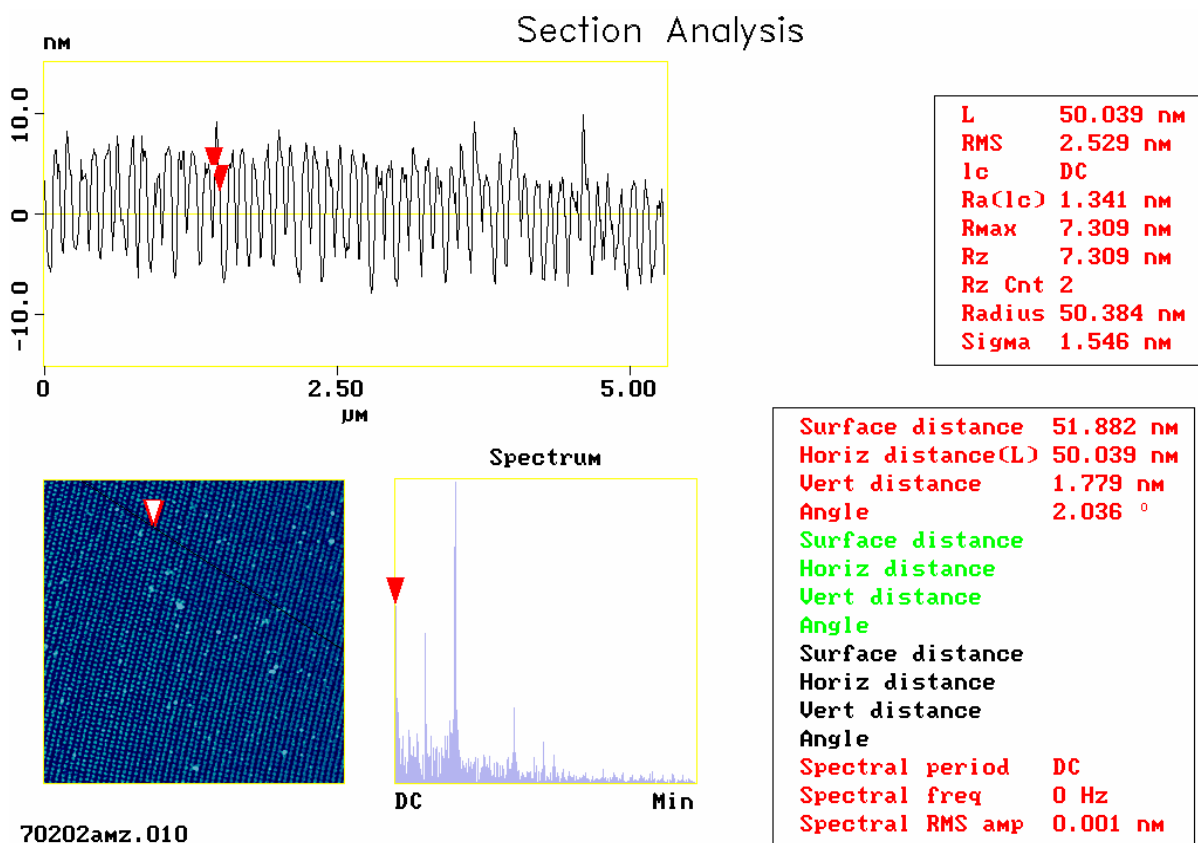 Section Analysis
nM
10.0
0
-10.0
0 2.50 5.00
µM
L 50.039 nM
RMS 2.529 nM
lc DC
Ra(lc) 1.341 nM
Rмax 7.309 nM
Rz 7.309 nM
Rz Cnt 2
Radius 50.384 nM
Sigмa 1.546 nM
Surface distance 51.882 nM
Horiz distance(L) 50.039 nM
Vert distance 1.779 nM
Angle 2.036 °
Surface distance
Horiz distance
Vert distance
Angle
Surface distance
Horiz distance
Vert distance
Angle
Spectral period DC
Spectral freq 0 Hz
Spectral RMS amp 0.001 nM
Spectrum
DC Min
70202amz.010